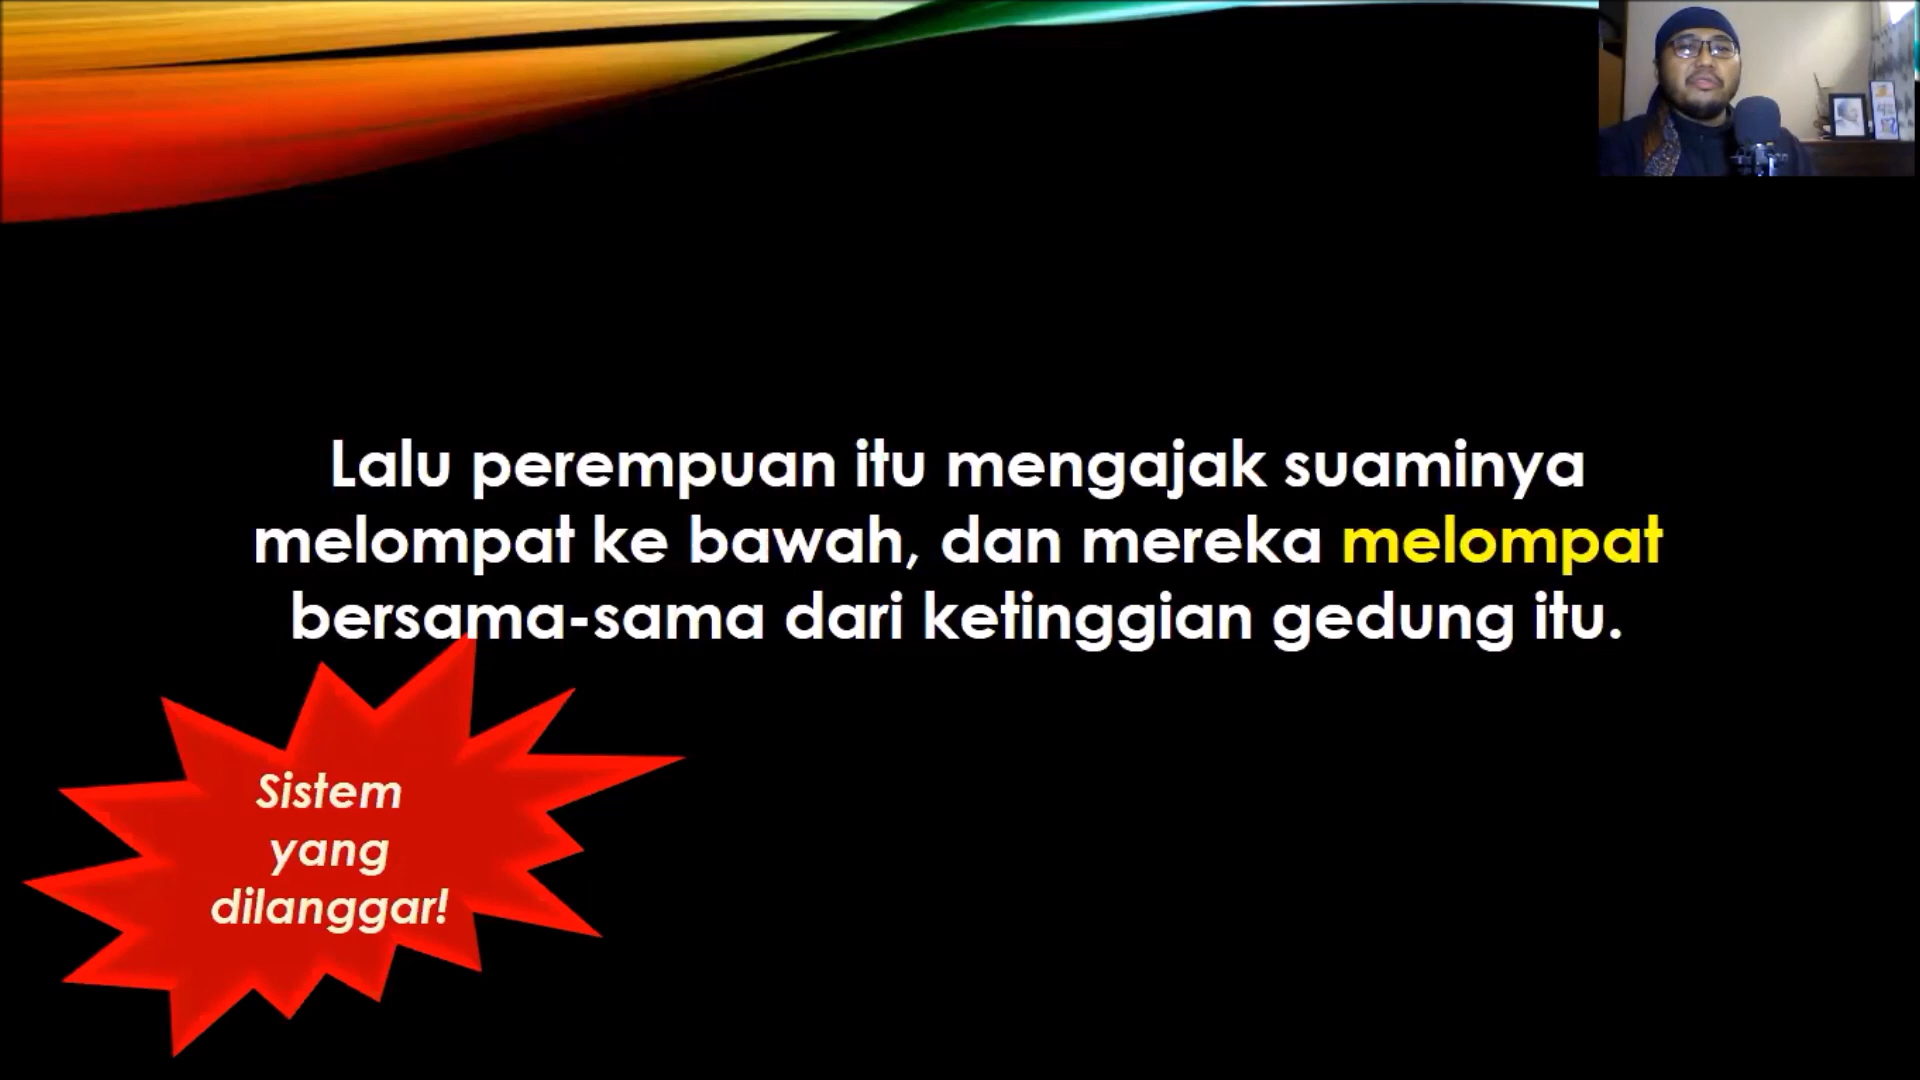 Lalu perempuan itu mengajak suaminya
melompat ke bawah, dan mereka melompat
bersama-sama dari ketinggian gedung itu.
Sistem
yang
dilanggar!